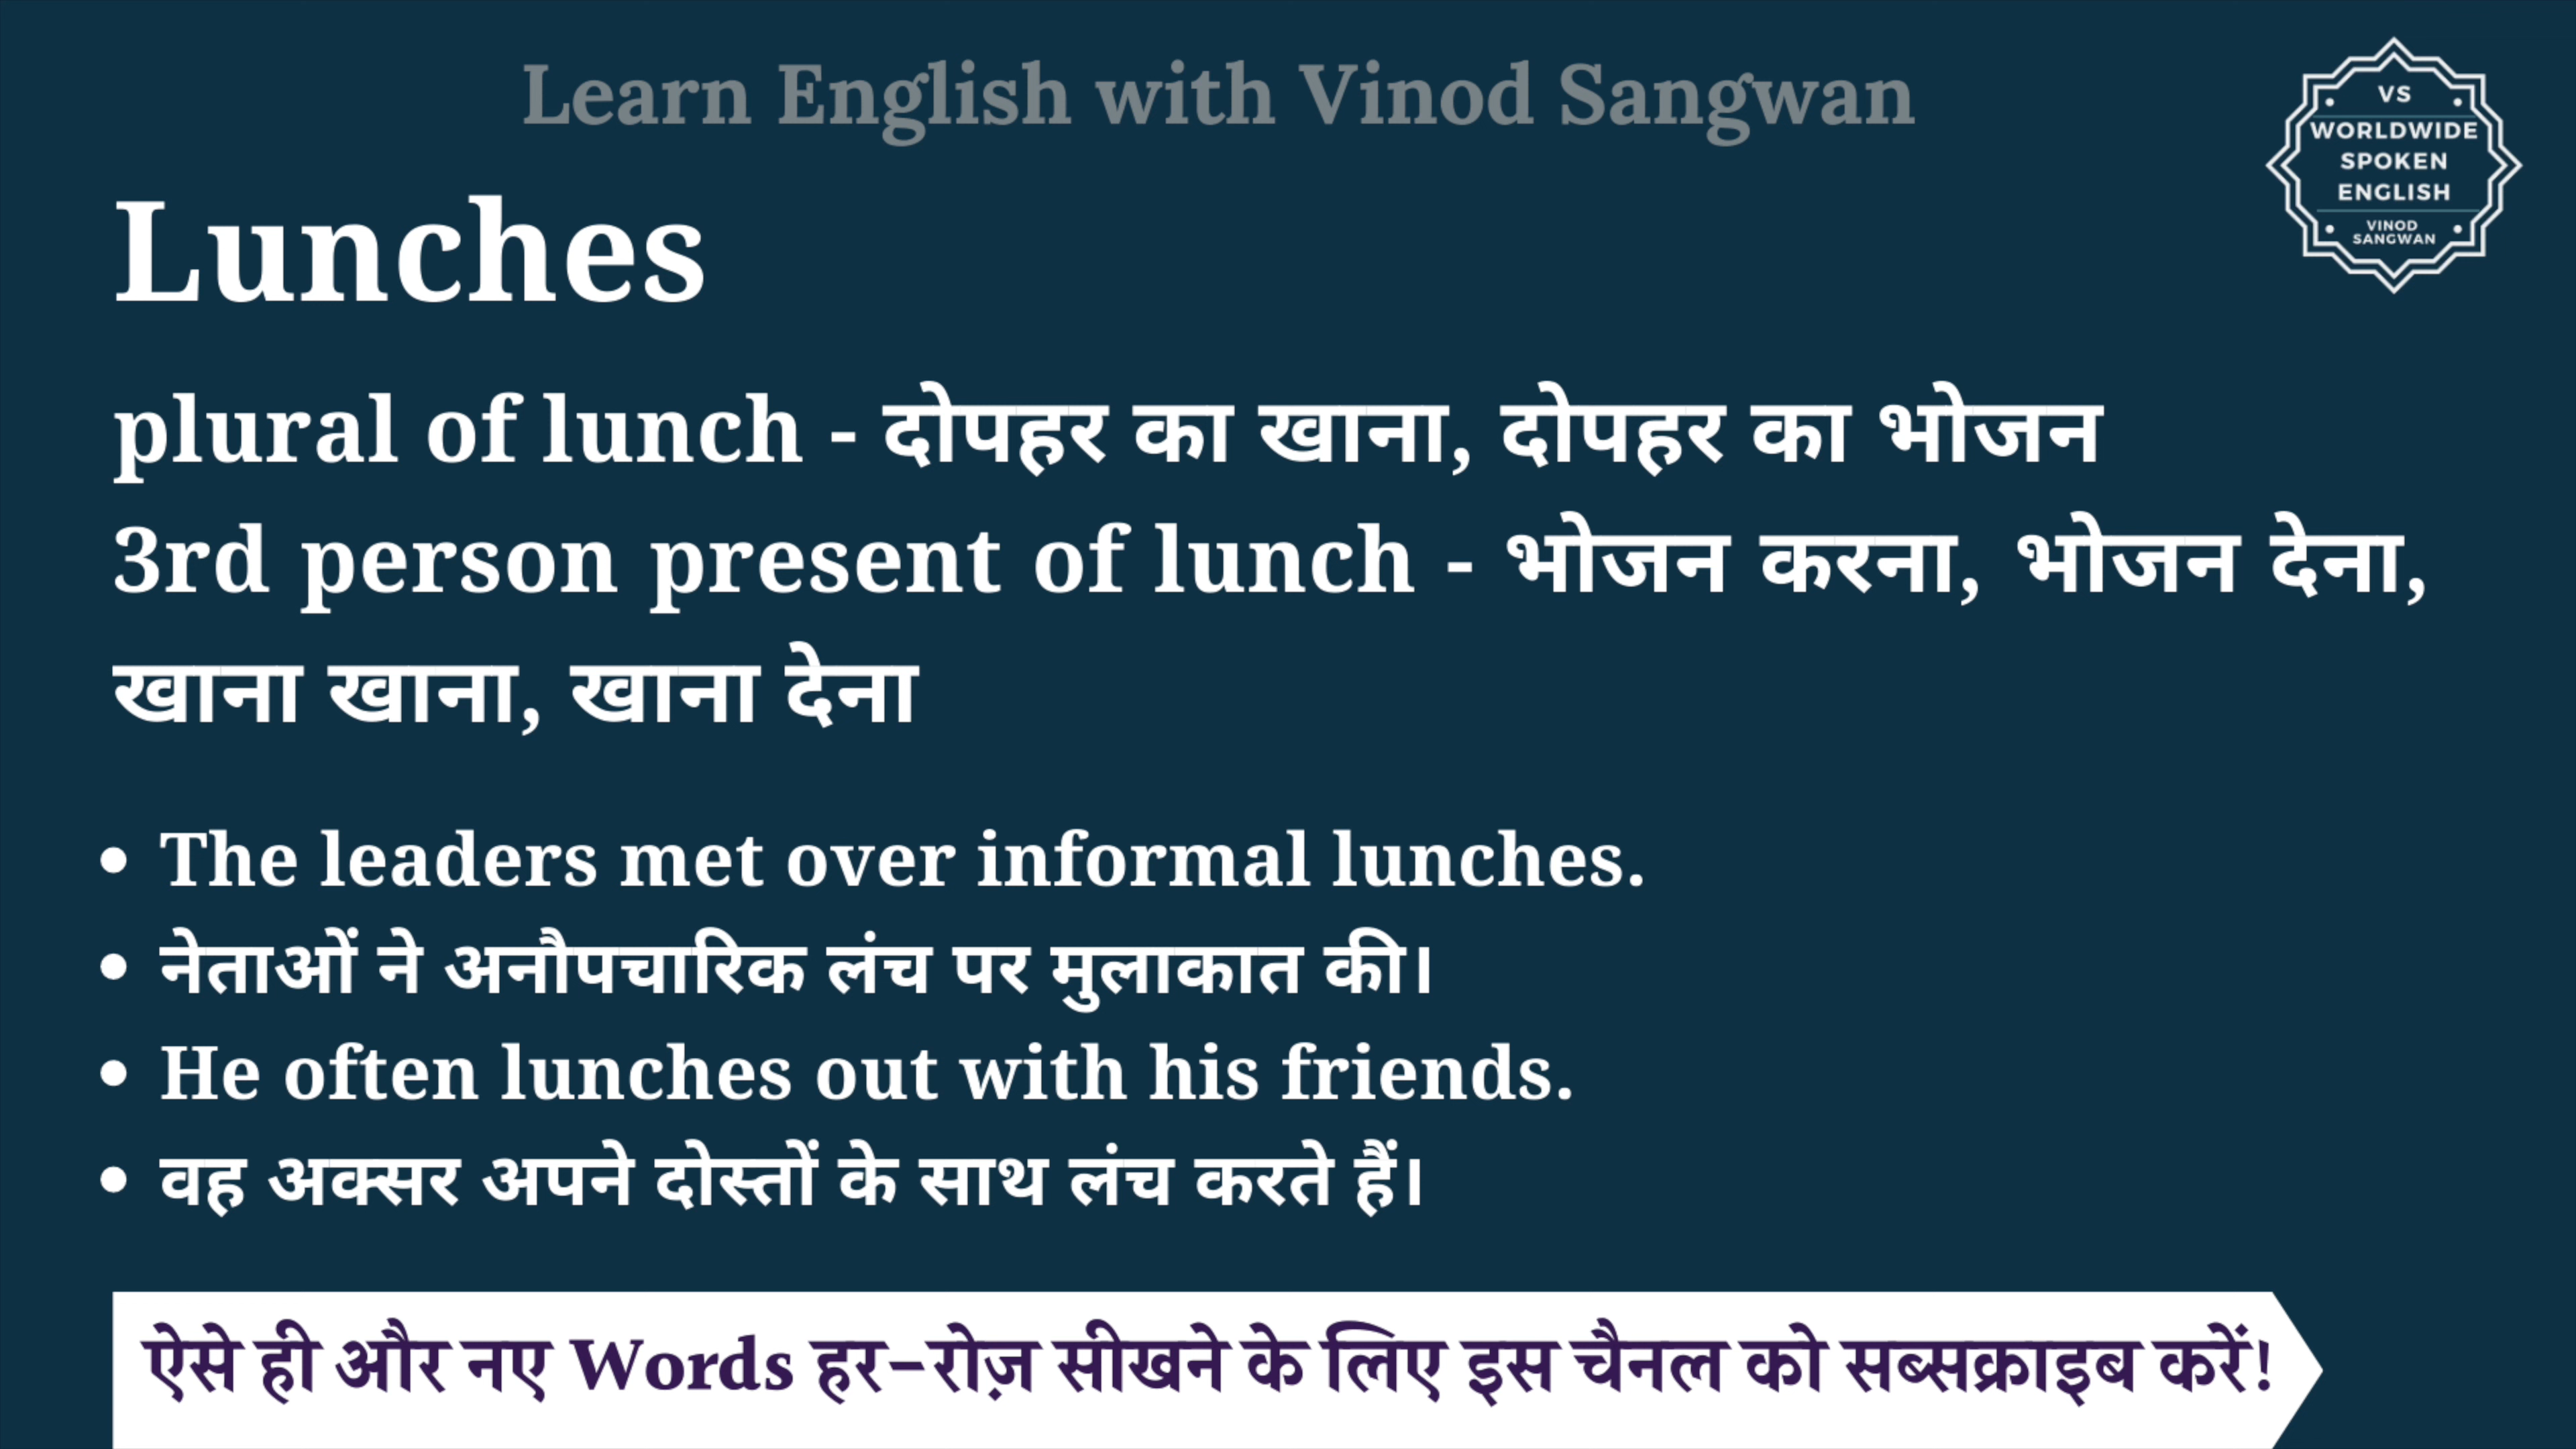 Learn English with Vinod Sangwan
VS
WORLDWIDE
SPOKEN
ENGLISH
VINOD
SANGWAN
Lunches
plural of lunch - दोपहर का खाना, दोपहर का भोजन
3rd person present of lunch - भोजन करना, भोजन देना,
खाना खाना, खाना देना
• The leaders met over informal lunches.
• नेताओं ने अनौपचारिक लंच पर मुलाकात की।
• He often lunches out with his friends.
• वह अक्सर अपने दोस्तों के साथ लंच करते हैं।
ऐसे ही और नए Words हर-रोज़ सीखने के लिए इस चैनल को सब्सक्राइब करें!